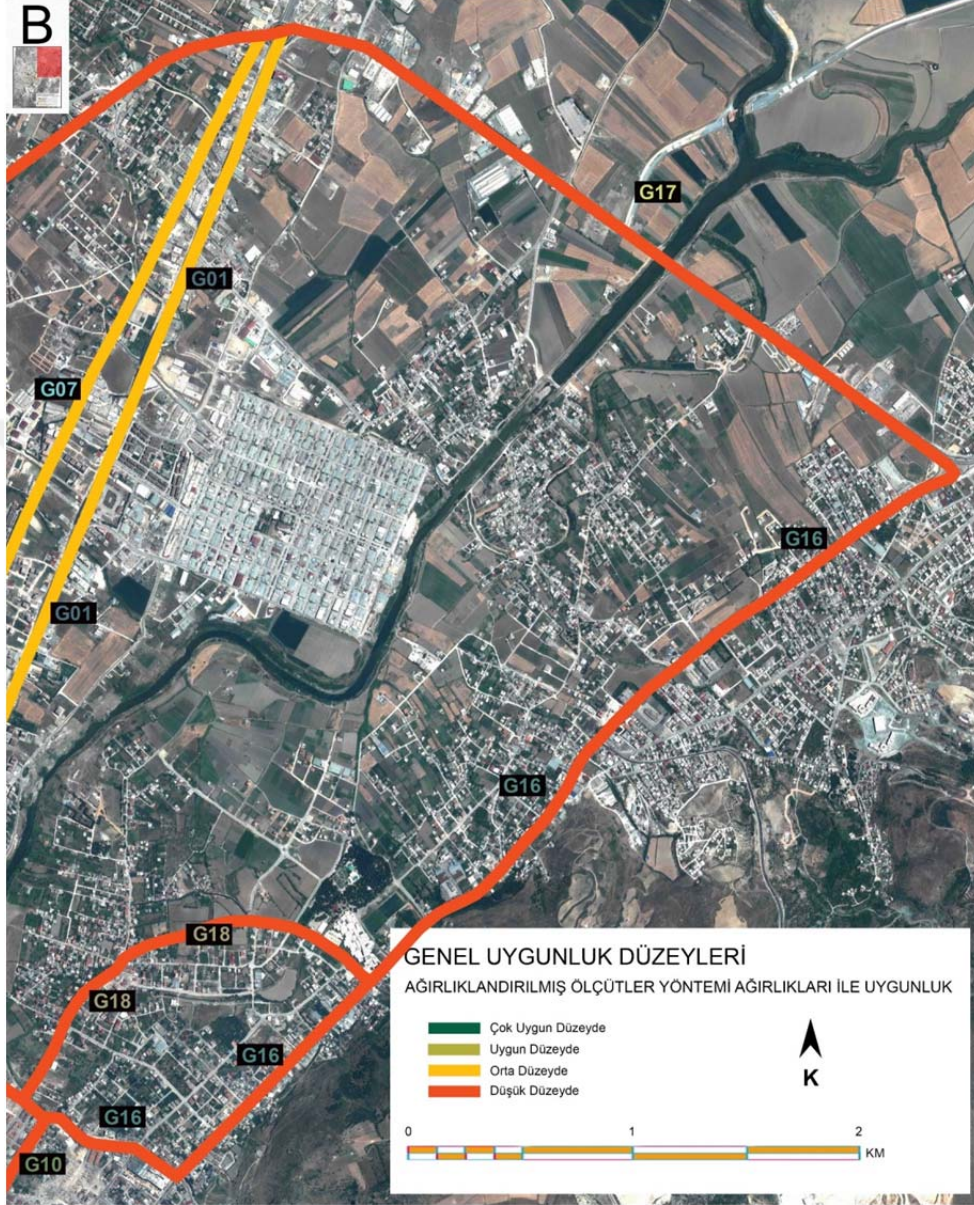 B
G17
G01
G07
G16
G01
G16
G18
G18
G16
G16
G10
GENEL UYGUNLUK DÜZEYLERİ
AĞIRLIKLANDIRILMIŞ ÖLÇÜTLER YÖNTEMİ AĞIRLIKLARI İLE UYGUNLUK
Çok Uygun Düzeyde
Uygun Düzeyde
Orta Düzeyde
Düşük Düzeyde
K
0 1 2
KM